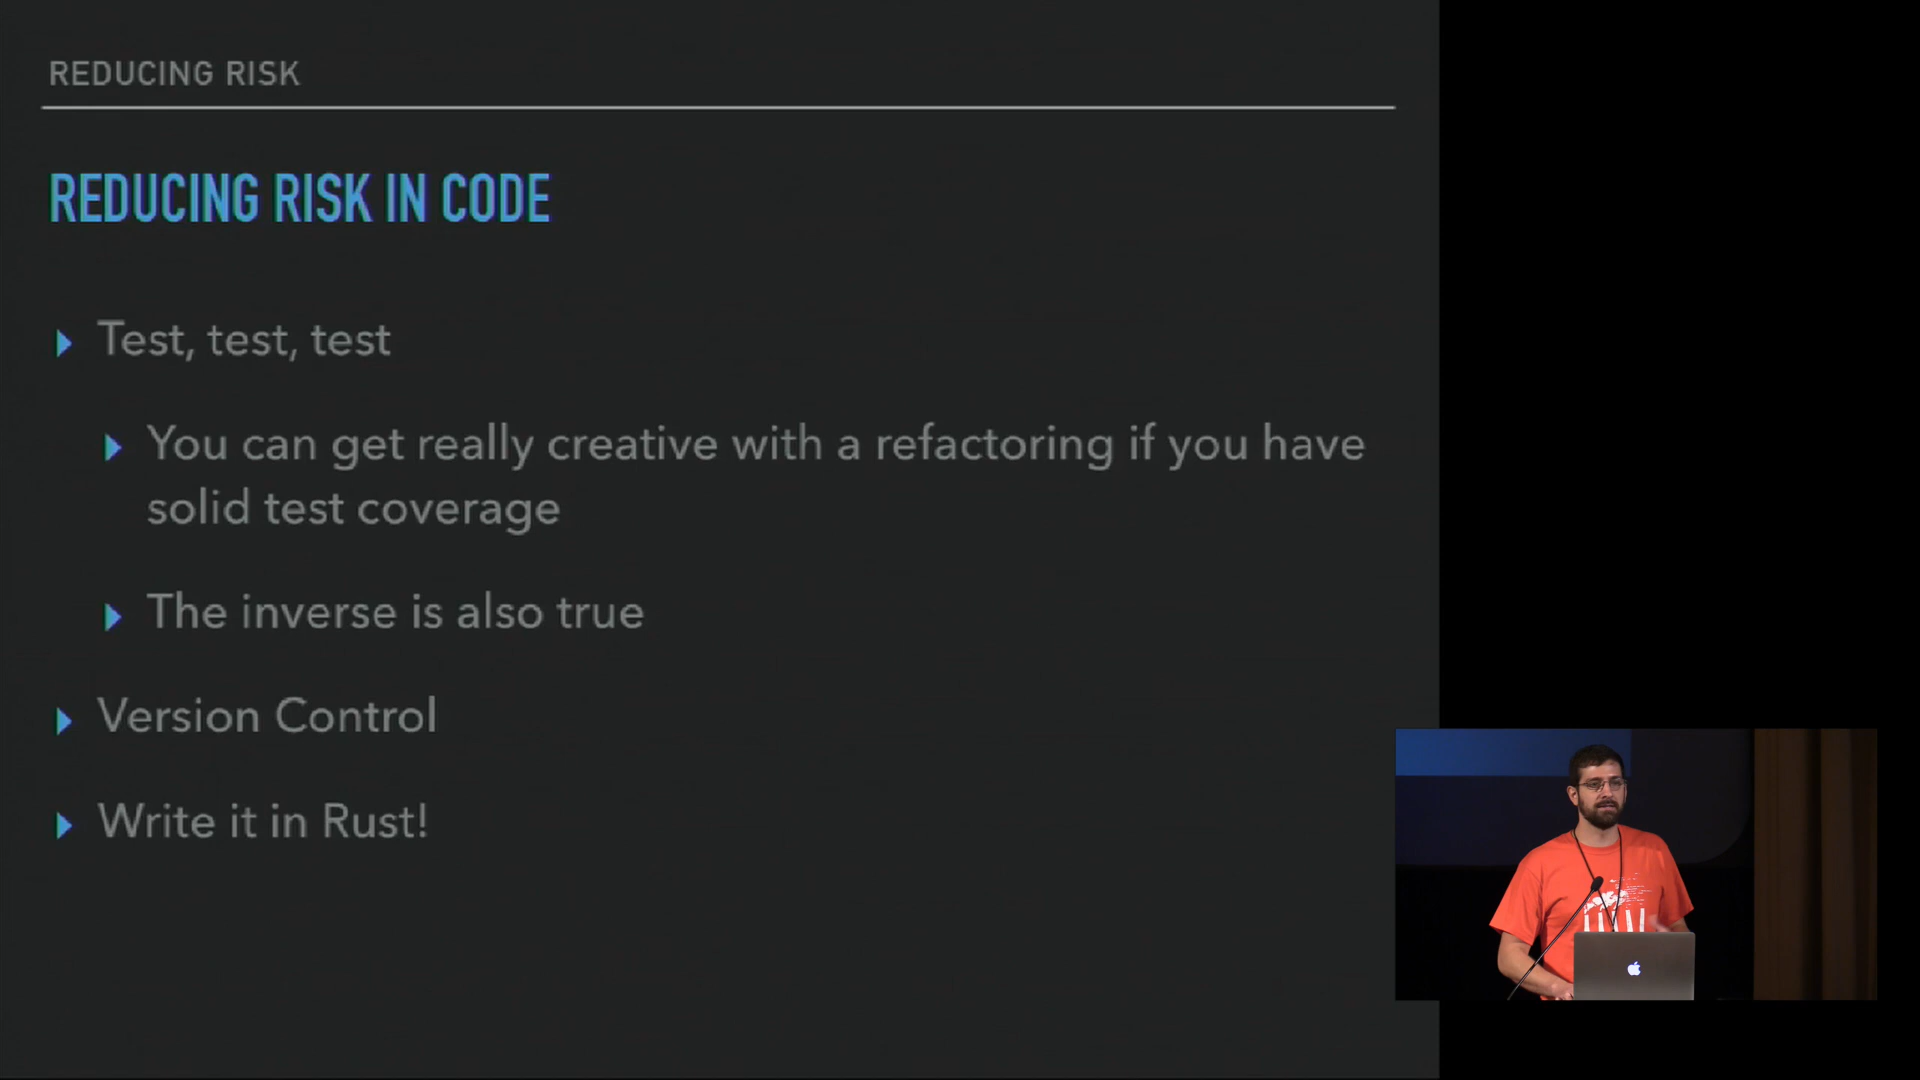 REDUCING RISK
REDUCING RISK IN CODE
Test, test, test
You can get really creative with a refactoring if you have
solid test coverage
The inverse is also true
Version Control
Write it in Rust!